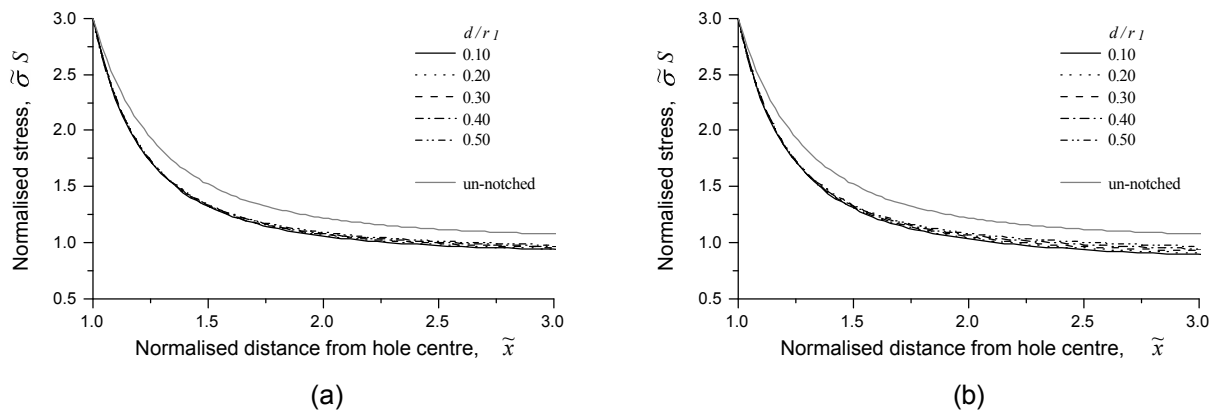 Normalised stress, σ̃ S
3.0
2.5
2.0
1.5
1.0
0.5
1.0 1.5 2.0 2.5 3.0
Normalised distance from hole centre, x̃
d/r 1
0.10
0.20
0.30
0.40
0.50
un-notched
(a)
Normalised stress, σ̃ S
3.0
2.5
2.0
1.5
1.0
0.5
1.0 1.5 2.0 2.5 3.0
Normalised distance from hole centre, x̃
d/r 1
0.10
0.20
0.30
0.40
0.50
un-notched
(b)